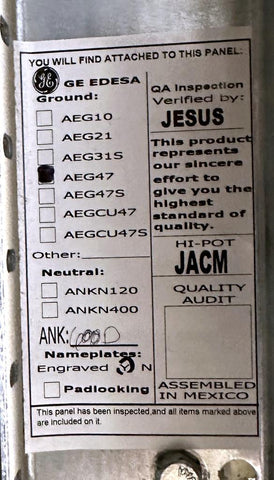 YOU WILL FIND ATTACHED TO THIS PANEL:
GE EDESA
Ground:
AEG10
AEG21
AEG31S
AEG47
AEG47S
AEGCU47
AEGCU47S
Other:
Neutral:
ANKN120
ANKN400
ANK:
Nameplates:
Engraved N
Padlooking
QA Inspection
Verified by:
JESUS
This product
represents
our sincere
effort to
give you the
highest
standard of
quality.
HI-POT
JACM
QUALITY
AUDIT
ASSEMBLED
IN MEXICO
This panel has been inspected,and all items marked above
are included on it.